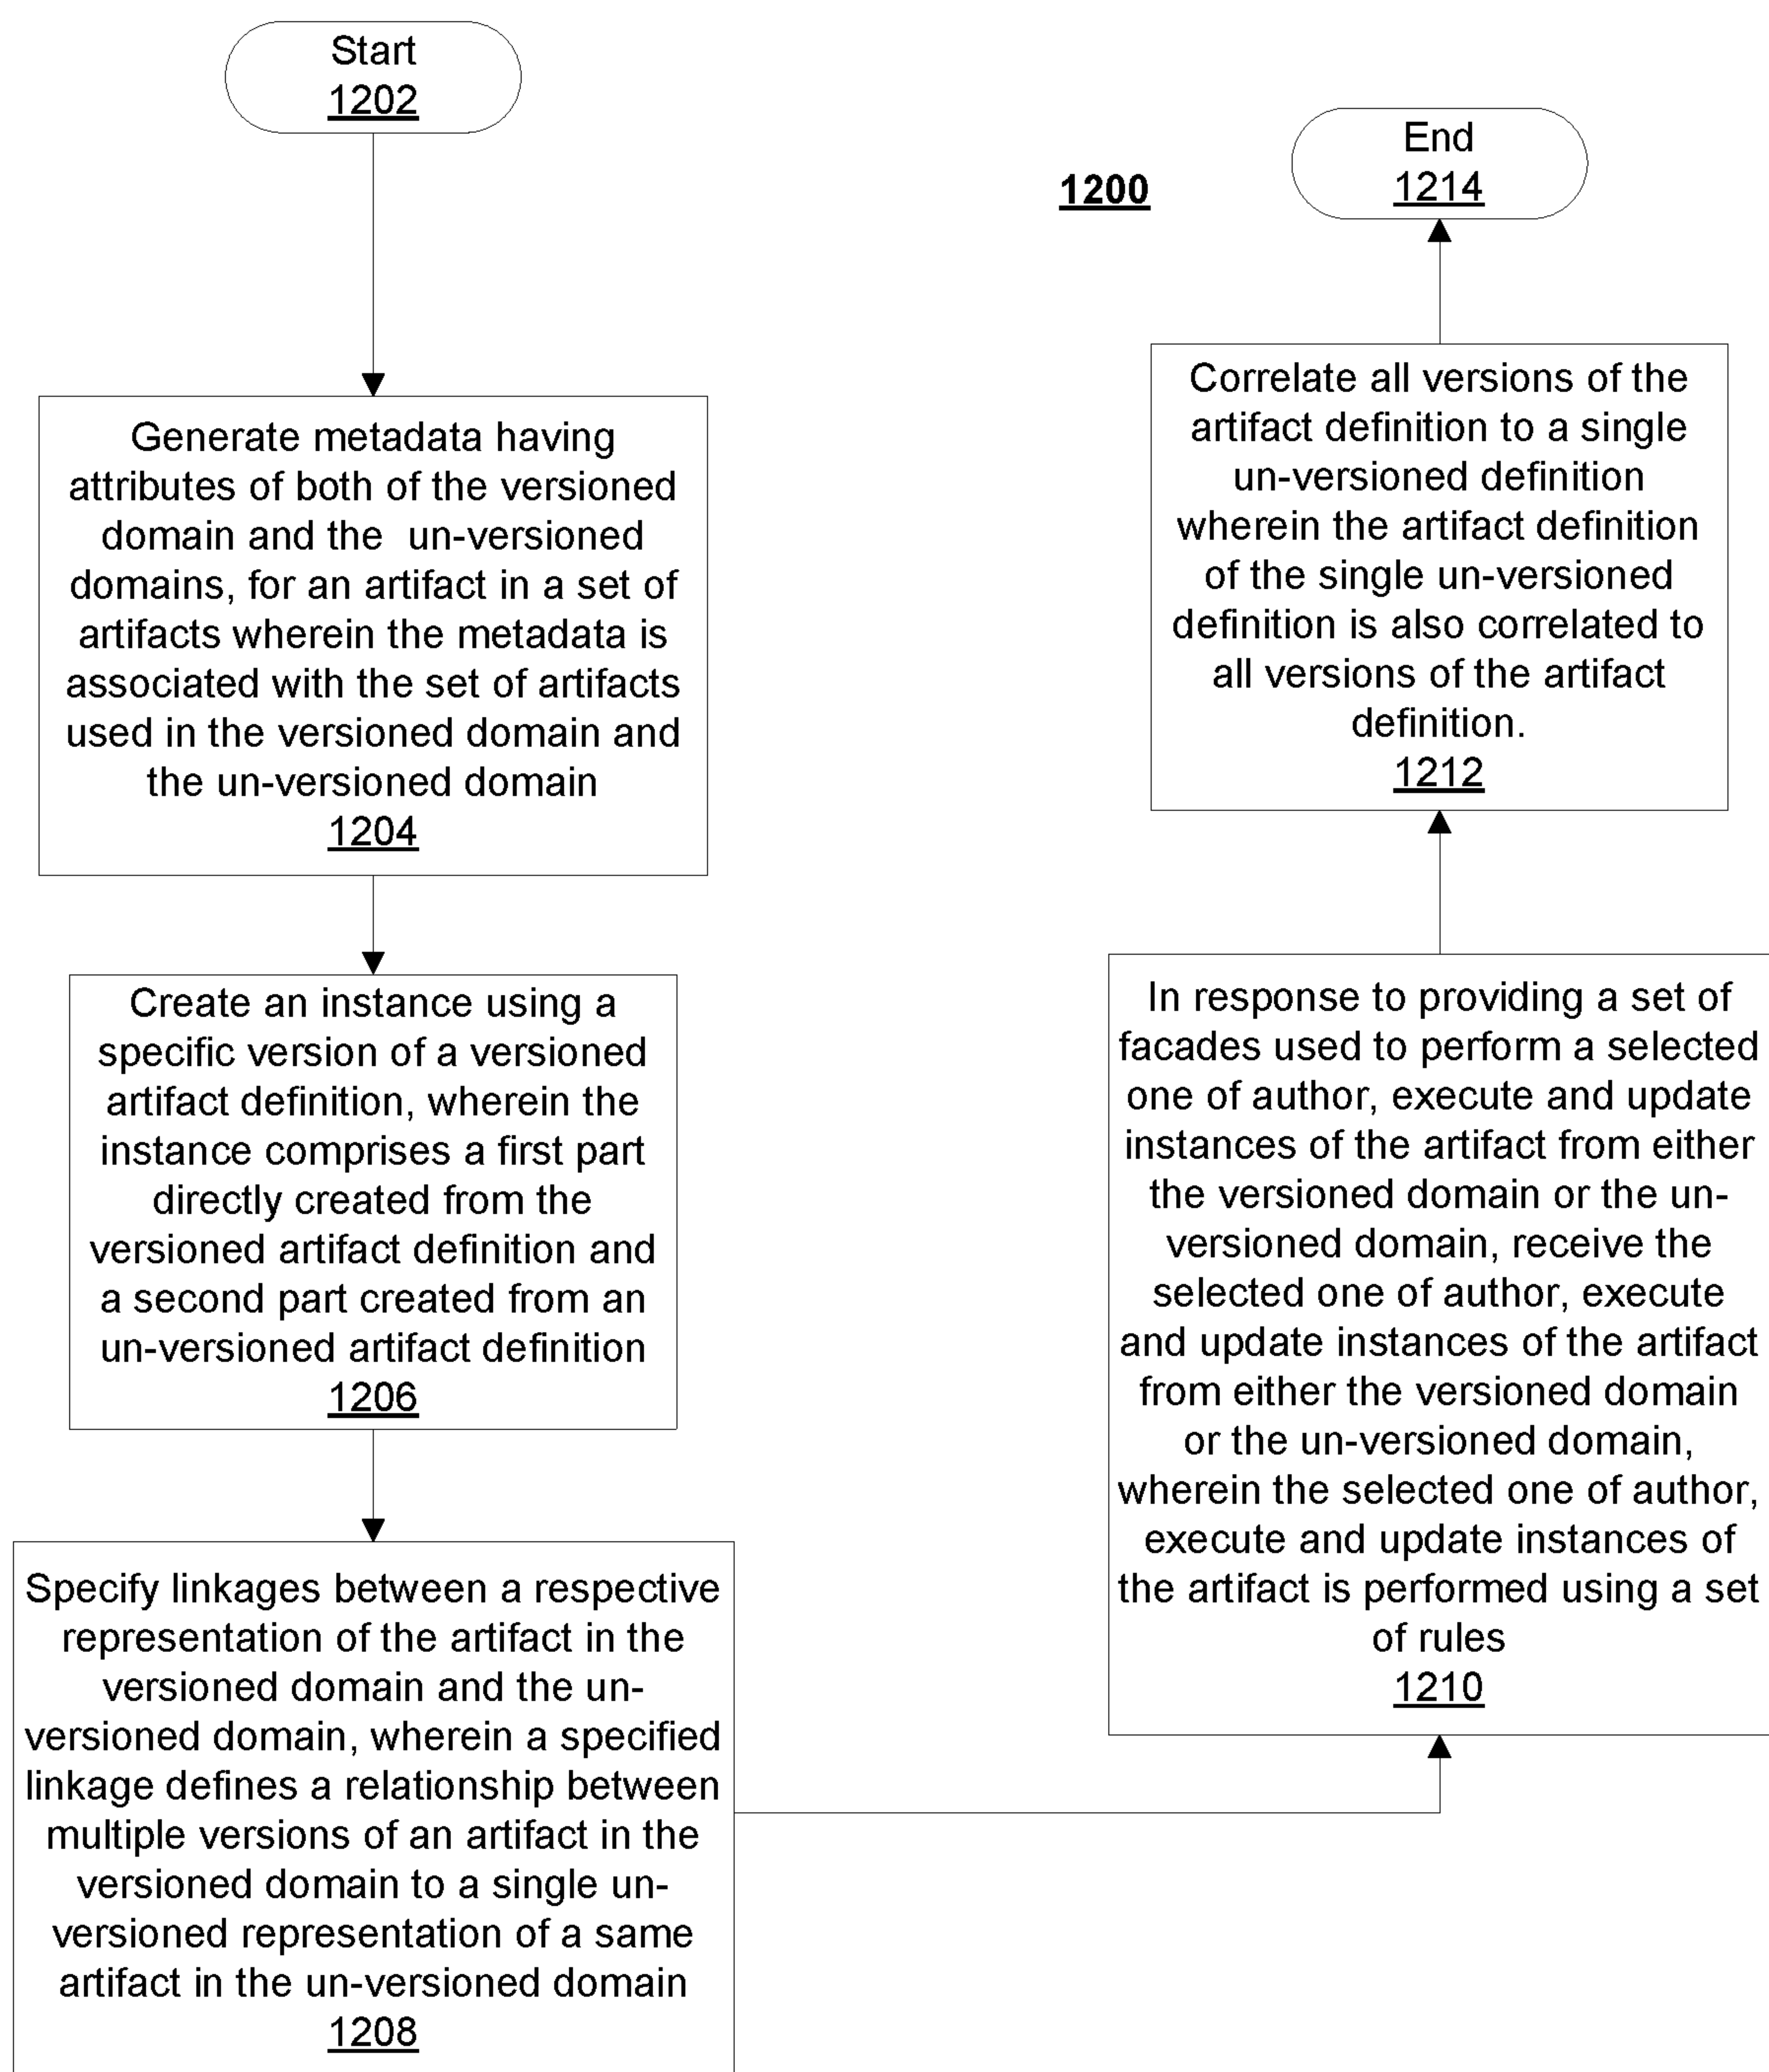 Start
1202
Generate metadata having
attributes of both of the versioned
domain and the un-versioned
domains, for an artifact in a set of
artifacts wherein the metadata is
associated with the set of artifacts
used in the versioned domain and
the un-versioned domain
1204
Create an instance using a
specific version of a versioned
artifact definition, wherein the
instance comprises a first part
directly created from the
versioned artifact definition and
a second part created from an
un-versioned artifact definition
1206
Specify linkages between a respective
representation of the artifact in the
versioned domain and the un-
versioned domain, wherein a specified
linkage defines a relationship between
multiple versions of an artifact in the
versioned domain to a single un-
versioned representation of a same
artifact in the un-versioned domain
1208
1200
End
1214
Correlate all versions of the
artifact definition to a single
un-versioned definition
wherein the artifact definition
of the single un-versioned
definition is also correlated to
all versions of the artifact
definition.
1212
In response to providing a set of
facades used to perform a selected
one of author, execute and update
instances of the artifact from either
the versioned domain or the un-
versioned domain, receive the
selected one of author, execute
and update instances of the artifact
from either the versioned domain
or the un-versioned domain,
wherein the selected one of author,
execute and update instances of
the artifact is performed using a set
of rules
1210